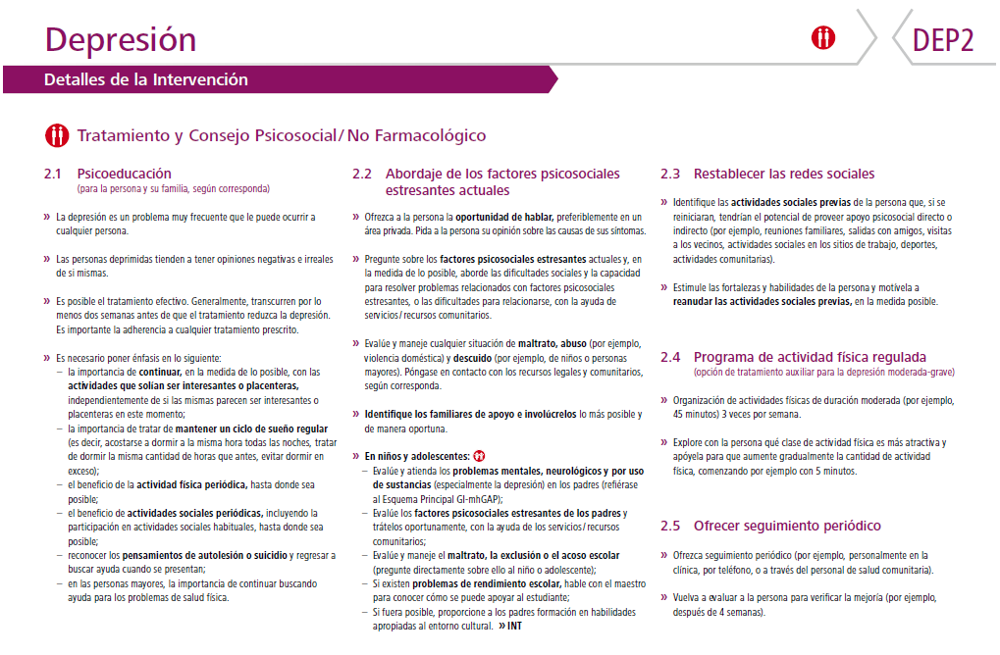 Depresión
DEP2
Detalles de la Intervención
Tratamiento y Consejo Psicosocial/No Farmacológico
2.1 Psicoeducación
(para la persona y su familia, según corresponda)
» La depresión es un problema muy frecuente que le puede ocurrir a
cualquier persona.
» Las personas deprimidas tienden a tener opiniones negativas e irreales
de si mismas.
» Es posible el tratamiento efectivo. Generalmente, transcurren por lo
menos dos semanas antes de que el tratamiento reduzca la depresión.
Es importante la adherencia a cualquier tratamiento prescrito.
» Es necesario poner énfasis en lo siguiente:
– la importancia de continuar, en la medida de lo posible, con las
actividades que solían ser interesantes o placenteras,
independientemente de si las mismas parecen ser interesantes o
placenteras en este momento;
– la importancia de tratar de mantener un ciclo de sueño regular
(es decir, acostarse a dormir a la misma hora todas las noches, tratar
de dormir la misma cantidad de horas que antes, evitar dormir en
exceso);
– el beneficio de la actividad física periódica, hasta donde sea
posible;
– el beneficio de actividades sociales periódicas, incluyendo la
participación en actividades sociales habituales, hasta donde sea
posible;
– reconocer los pensamientos de autolesión o suicidio y regresar a
buscar ayuda cuando se presentan;
– en las personas mayores, la importancia de continuar buscando
ayuda para los problemas de salud física.
2.2 Abordaje de los factores psicosociales
estresantes actuales
» Ofrezca a la persona la oportunidad de hablar, preferiblemente en un
área privada. Pida a la persona su opinión sobre las causas de sus síntomas.
» Pregunte sobre los factores psicosociales estresantes actuales y, en
la medida de lo posible, aborde las dificultades sociales y la capacidad
para resolver problemas relacionados con factores psicosociales
estresantes, o las dificultades para relacionarse, con la ayuda de
servicios/recursos comunitarios.
» Evalúe y maneje cualquier situación de maltrato, abuso (por ejemplo,
violencia doméstica) y descuido (por ejemplo, de niños o personas
mayores). Póngase en contacto con los recursos legales y comunitarios,
según corresponda.
» Identifique los familiares de apoyo e involúcrelos lo más posible y
de manera oportuna.
» En niños y adolescentes:
– Evalúe y atienda los problemas mentales, neurológicos y por uso
de sustancias (especialmente la depresión) en los padres (refiérase
al Esquema Principal GI-mhGAP);
– Evalúe los factores psicosociales estresantes de los padres y
trátelos oportunamente, con la ayuda de los servicios/recursos
comunitarios;
– Evalúe y maneje el maltrato, la exclusión o el acoso escolar
(pregunte directamente sobre ello al niño o adolescente);
– Si existen problemas de rendimiento escolar, hable con el maestro
para conocer cómo se puede apoyar al estudiante;
– Si fuera posible, proporcione a los padres formación en habilidades
apropiadas al entorno cultural. » INT
2.3 Restablecer las redes sociales
» Identifique las actividades sociales previas de la persona que, si se
reiniciaran, tendrían el potencial de proveer apoyo psicosocial directo o
indirecto (por ejemplo, reuniones familiares, salidas con amigos, visitas
a los vecinos, actividades sociales en los sitios de trabajo, deportes,
actividades comunitarias).
» Estimule las fortalezas y habilidades de la persona y motívela a
reanudar las actividades sociales previas, en la medida posible.
2.4 Programa de actividad física regulada
(opción de tratamiento auxiliar para la depresión moderada-grave)
» Organización de actividades físicas de duración moderada (por ejemplo,
45 minutos) 3 veces por semana.
» Explore con la persona qué clase de actividad física es más atractiva y
apóyela para que aumente gradualmente la cantidad de actividad
física, comenzando por ejemplo con 5 minutos.
2.5 Ofrecer seguimiento periódico
» Ofrezca seguimiento periódico (por ejemplo, personalmente en la
clínica, por teléfono, o a través del personal de salud comunitaria).
» Vuelva a evaluar a la persona para verificar la mejoría (por ejemplo,
después de 4 semanas).